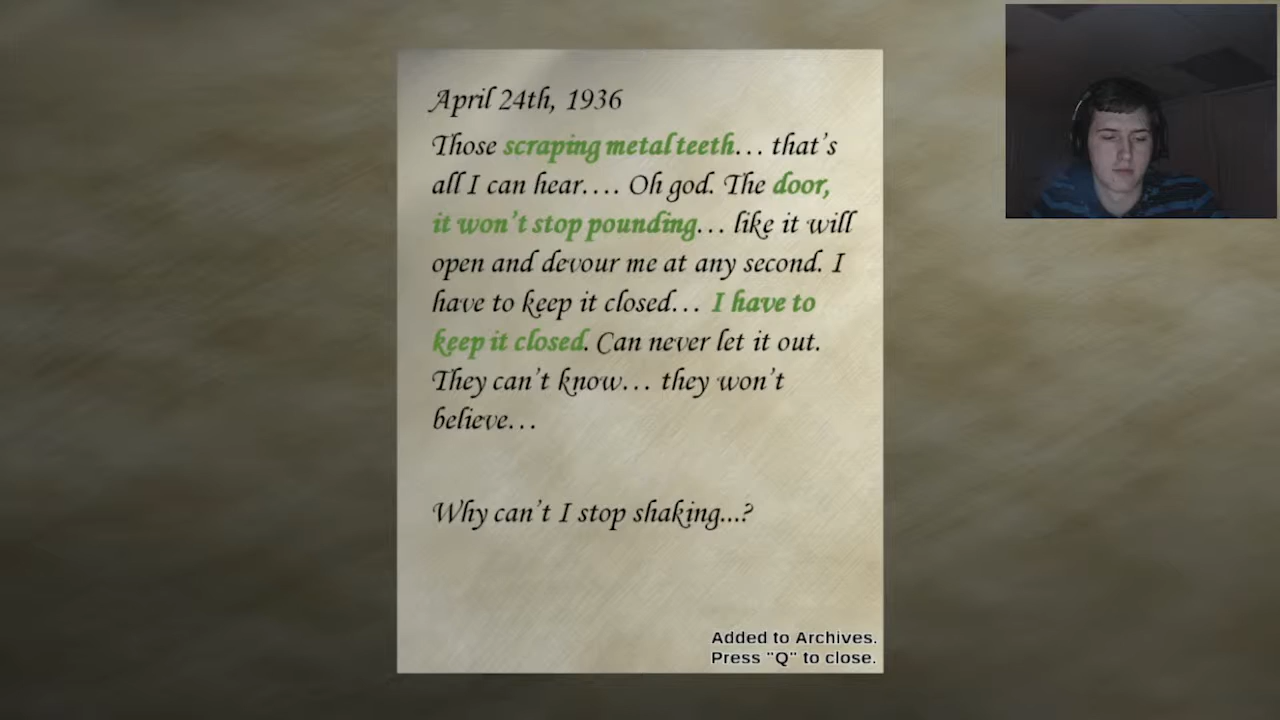 April 24th, 1936
Those scraping metal teeth... that's
all I can hear.... Oh god. The door,
it won't stop pounding... like it will
open and devour me at any second. I
have to keep it closed... I have to
keep it closed. Can never let it out.
They can't know... they won't
believe...
Why can't I stop shaking...?
Added to Archives.
Press "Q" to close.